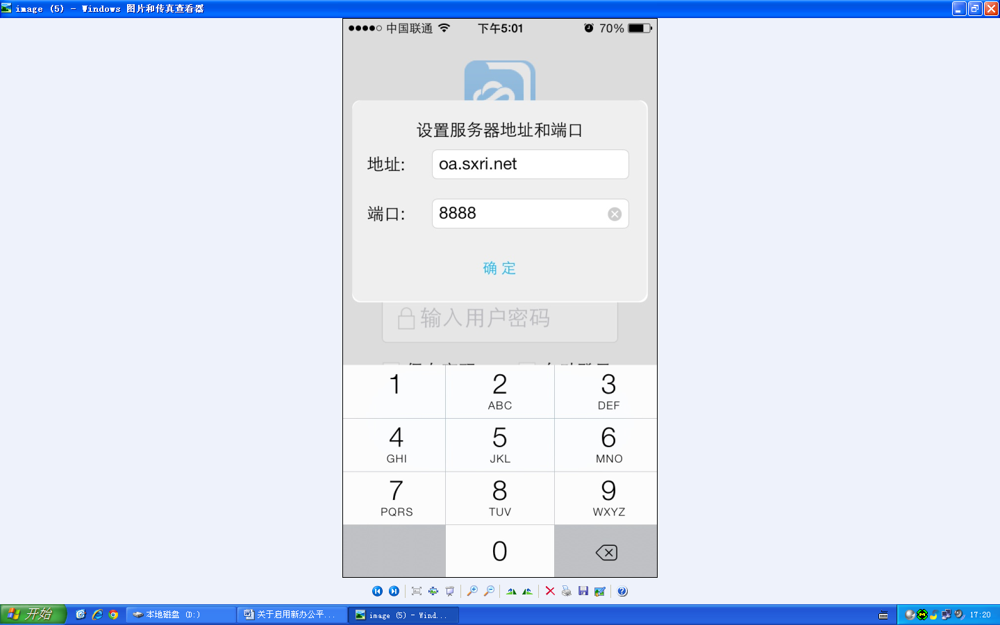 image (5) - Windows 图片和传真查看器
中国联通 下午5:01 70%
设置服务器地址和端口
地址: oa.sxri.net
端口: 8888
确 定
输入用户密码
1 2 3
ABC DEF
4 5 6
GHI JKL MNO
7 8 9
PQRS TUV WXYZ
0
开始 本地磁盘 (D:) 关于启用新办公平... image (5) - Wind... 17:20